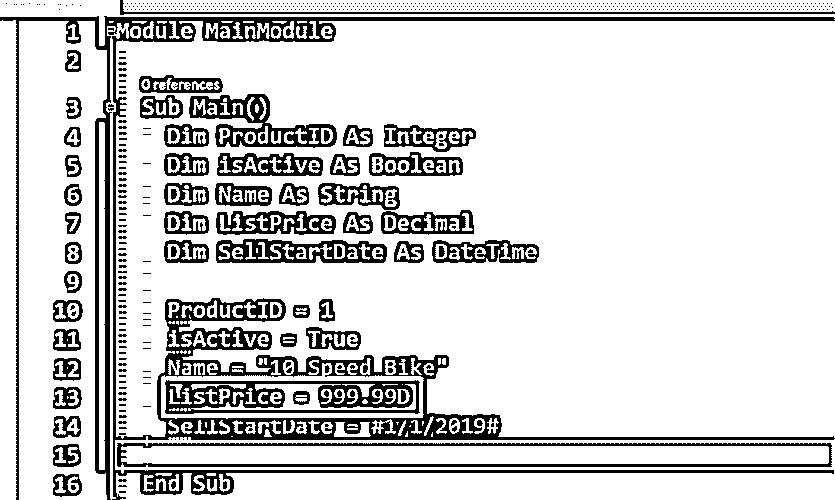 1 Module MainModule
2
0 references
3 Sub Main()
4 Dim ProductID As Integer
5 Dim isActive As Boolean
6 Dim Name As String
7 Dim ListPrice As Decimal
8 Dim SellStartDate As DateTime
9
10 ProductID = 1
11 isActive = True
12 Name = "10 Speed Bike"
13 ListPrice = 999.99D
14 SellStartDate = #1/1/2019#
15
16 End Sub